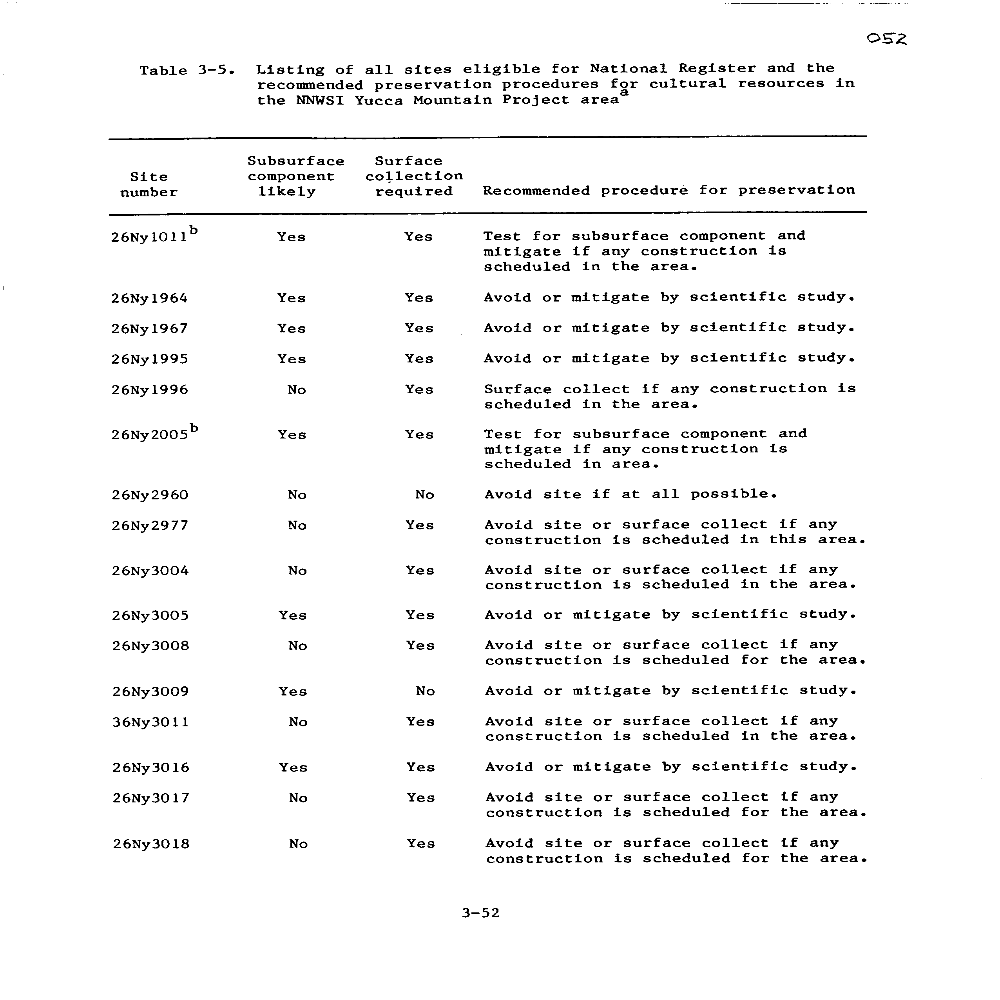 052
Table 3-5. Listing of all sites eligible for National Register and the
recommended preservation procedures for cultural resources in
the NNWSI Yucca Mountain Project area a
Subsurface Surface
Site component collection
number likely required Recommended procedure for preservation
26Ny1011 b Yes Yes Test for subsurface component and
mitigate if any construction is
scheduled in the area.
26Ny1964 Yes Yes Avoid or mitigate by scientific study.
26Ny1967 Yes Yes Avoid or mitigate by scientific study.
26Ny1995 Yes Yes Avoid or mitigate by scientific study.
26Ny1996 No Yes Surface collect if any construction is
scheduled in the area.
26Ny2005 b Yes Yes Test for subsurface component and
mitigate if any construction is
scheduled in area.
26Ny2960 No No Avoid site if at all possible.
26Ny2977 No Yes Avoid site or surface collect if any
construction is scheduled in this area.
26Ny3004 No Yes Avoid site or surface collect if any
construction is scheduled in the area.
26Ny3005 Yes Yes Avoid or mitigate by scientific study.
26Ny3008 No Yes Avoid site or surface collect if any
construction is scheduled for the area.
26Ny3009 Yes No Avoid or mitigate by scientific study.
36Ny3011 No Yes Avoid site or surface collect if any
construction is scheduled in the area.
26Ny3016 Yes Yes Avoid or mitigate by scientific study.
26Ny3017 No Yes Avoid site or surface collect if any
construction is scheduled for the area.
26Ny3018 No Yes Avoid site or surface collect if any
construction is scheduled for the area.
3-52